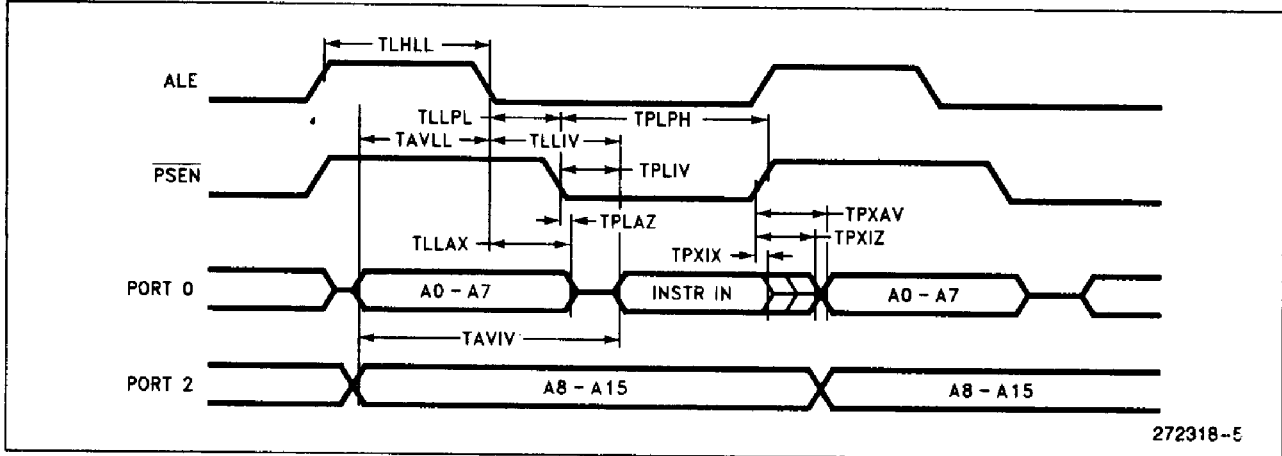 TLHLL
ALE
TLLPL
TPLPH
TAVLL
TLLIV
PSEN
TPLIV
TPLAZ
TPXAV
TLLAX
TPXIZ
TPXIX
PORT 0
A0 - A7
INSTR IN
A0 - A7
TAVIV
PORT 2
A8 - A15
A8 - A15
272318-5